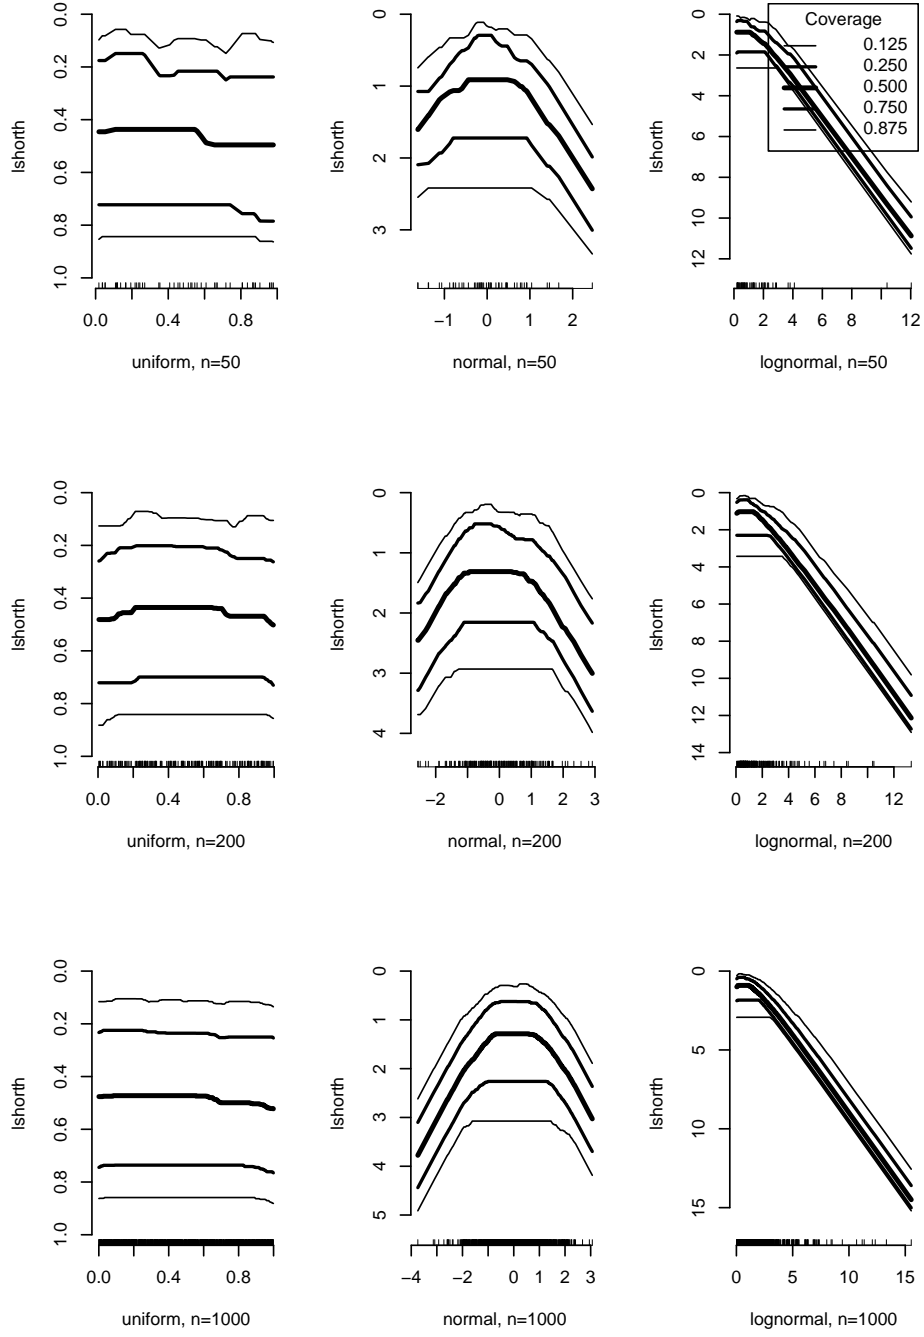 lshorth
0.0
0.2
0.4
0.6
0.8
1.0
0.0 0.4 0.8
uniform, n=50
lshorth
0
1
2
3
−1 0 1 2
normal, n=50
lshorth
0
2
4
6
8
10
12
0 2 4 6 8 12
lognormal, n=50
Coverage
0.125
0.250
0.500
0.750
0.875
lshorth
0.0
0.2
0.4
0.6
0.8
1.0
0.0 0.4 0.8
uniform, n=200
lshorth
0
1
2
3
4
−2 0 1 2 3
normal, n=200
lshorth
0
2
4
6
8
10
12
14
0 2 4 6 8 12
lognormal, n=200
lshorth
0.0
0.2
0.4
0.6
0.8
1.0
0.0 0.4 0.8
uniform, n=1000
lshorth
0
1
2
3
4
5
−4 −2 0 1 2 3
normal, n=1000
lshorth
0
5
10
15
0 5 10 15
lognormal, n=1000